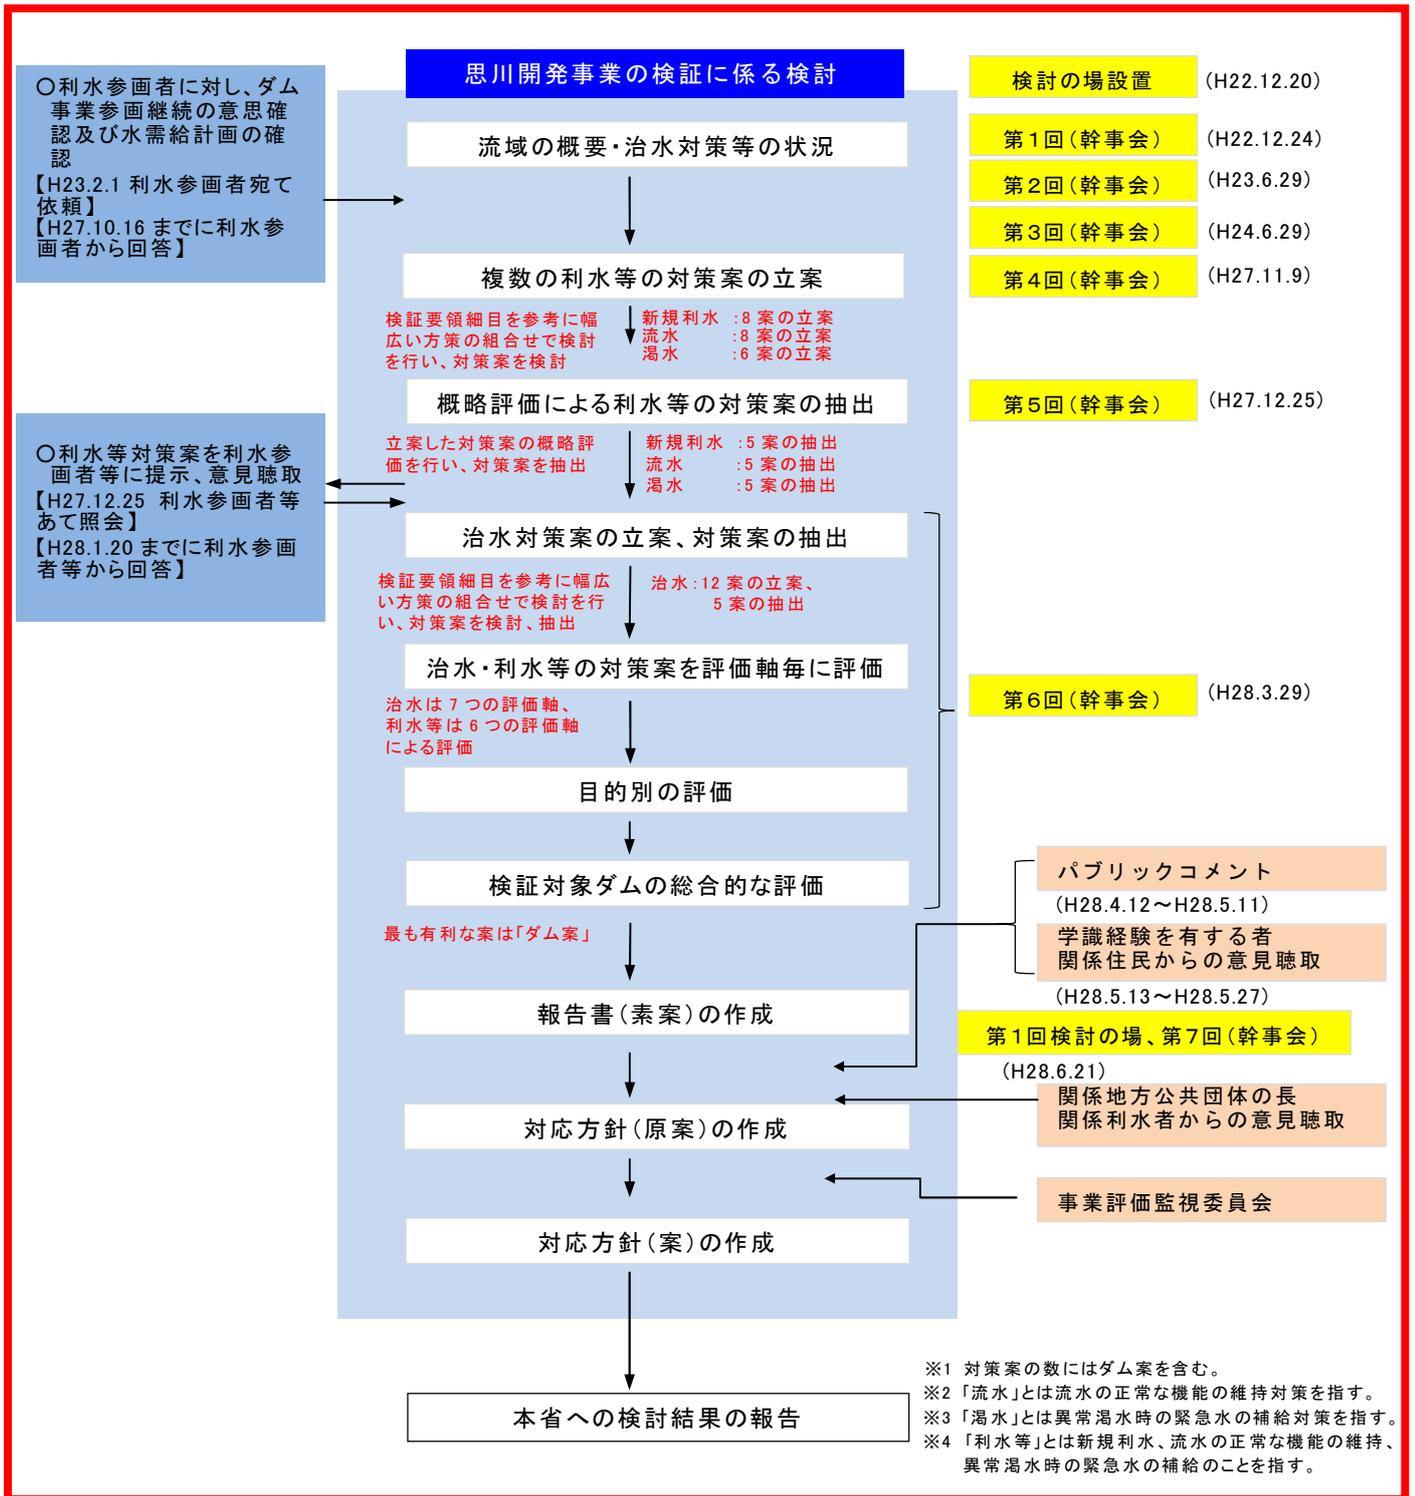 思川開発事業の検証に係る検討
〇利水参画者に対し、ダム
事業参画継続の意思確
認及び水需給計画の確
認
【H23.2.1 利水参画者宛て
依頼】
【H27.10.16 までに利水参
画者から回答】
流域の概要・治水対策等の状況
複数の利水等の対策案の立案
検証要領細目を参考に幅
広い方策の組合せで検討
を行い、対策案を検討
新規利水 :8 案の立案
流水 :8 案の立案
渇水 :6 案の立案
概略評価による利水等の対策案の抽出
立案した対策案の概略評
価を行い、対策案を抽出
新規利水 :5 案の抽出
流水 :5 案の抽出
渇水 :5 案の抽出
〇利水等対策案を利水参
画者等に提示、意見聴取
【H27.12.25 利水参画者等
あて照会】
【H28.1.20 までに利水参画
者等から回答】
治水対策案の立案、対策案の抽出
検証要領細目を参考に幅広
い方策の組合せで検討を行
い、対策案を検討、抽出
治水:12 案の立案、
5 案の抽出
治水・利水等の対策案を評価軸毎に評価
治水は 7 つの評価軸、
利水等は 6 つの評価軸
による評価
目的別の評価
検証対象ダムの総合的な評価
最も有利な案は「ダム案」
報告書(素案)の作成
対応方針(原案)の作成
対応方針(案)の作成
本省への検討結果の報告
検討の場設置 (H22.12.20)
第1回(幹事会) (H22.12.24)
第2回(幹事会) (H23.6.29)
第3回(幹事会) (H24.6.29)
第4回(幹事会) (H27.11.9)
第5回(幹事会) (H27.12.25)
第6回(幹事会) (H28.3.29)
パブリックコメント
(H28.4.12～H28.5.11)
学識経験を有する者
関係住民からの意見聴取
(H28.5.13～H28.5.27)
第1回検討の場、第7回(幹事会)
(H28.6.21)
関係地方公共団体の長
関係利水者からの意見聴取
事業評価監視委員会
※1 対策案の数にはダム案を含む。
※2 「流水」とは流水の正常な機能の維持対策を指す。
※3 「渇水」とは異常渇水時の緊急水の補給対策を指す。
※4 「利水等」とは新規利水、流水の正常な機能の維持、
異常渇水時の緊急水の補給のことを指す。